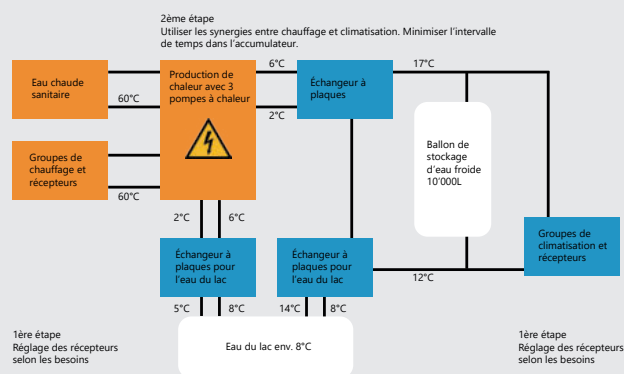 2ème étape
Utiliser les synergies entre chauffage et climatisation. Minimiser l'intervalle
de temps dans l'accumulateur.
Eau chaude
sanitaire
60°C
Production de
chaleur avec 3
pompes à chaleur
6°C
2°C
Échangeur à
plaques
17°C
Groupes de
chauffage et
récepteurs
60°C
Ballon de
stockage
d'eau froide
10'000L
2°C
6°C
Échangeur à
plaques pour
l'eau du lac
Échangeur à
plaques pour
l'eau du lac
12°C
Groupes de
climatisation et
récepteurs
5°C
8°C
14°C
8°C
Eau du lac env. 8°C
1ère étape
Réglage des récepteurs
selon les besoins
1ère étape
Réglage des récepteurs
selon les besoins